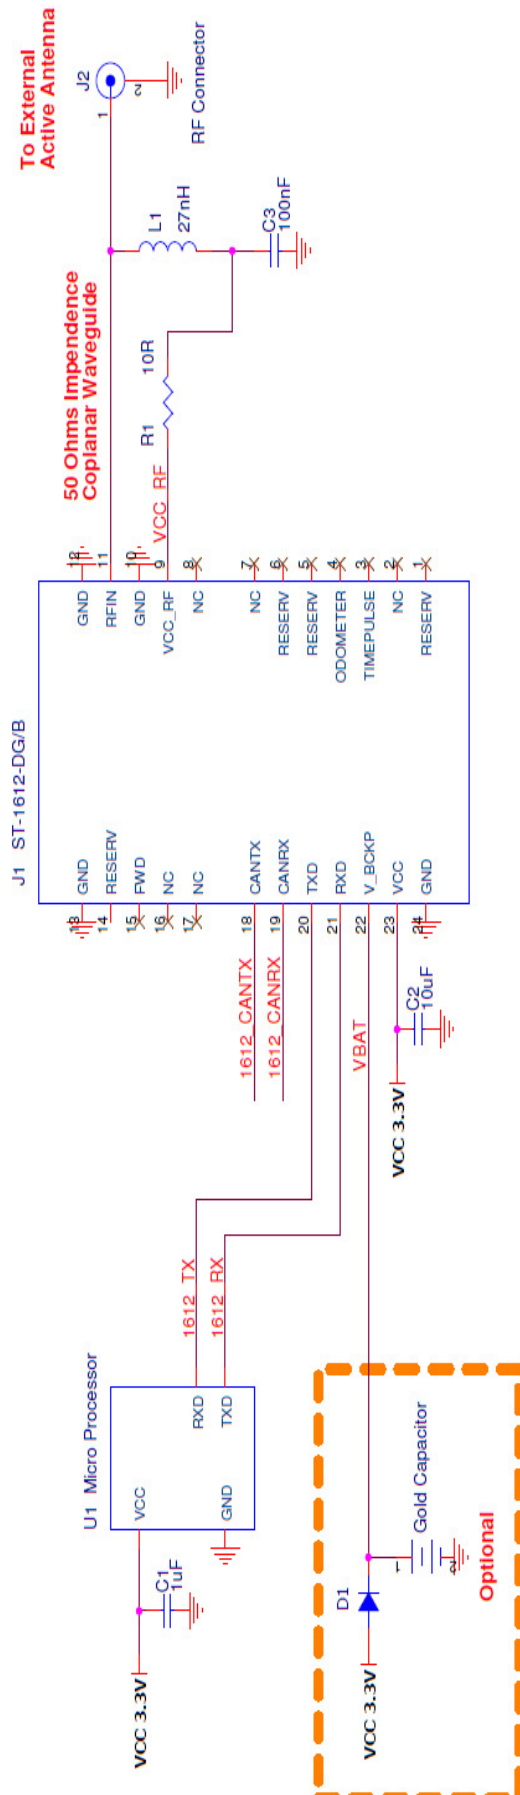 To External
Active Antenna
J2
1
2
RF Connector
50 Ohms Impendence
Coplanar Waveguide
L1
27nH
C3
100nF
R1
10R
VCC_RF
J1 ST-1612-DG/B
12
GND
11
RFIN
10
GND
9
VCC_RF
8
NC
7
NC
6
RESERV
5
RESERV
4
ODOMETER
3
TIMEPULSE
2
NC
1
RESERV
13
GND
14
RESERV
15
FWD
16
NC
17
NC
18
CANTX
19
CANRX
20
TXD
21
RXD
22
V_BCKP
23
VCC
24
GND
1612_CANTX
1612_CANRX
VBAT
C2
10uF
VCC 3.3V
1612_TX
1612_RX
U1 Micro Processor
VCC
GND
RXD
TXD
C1
1uF
VCC 3.3V
D1
VCC 3.3V
1
2
Gold Capacitor
Optional